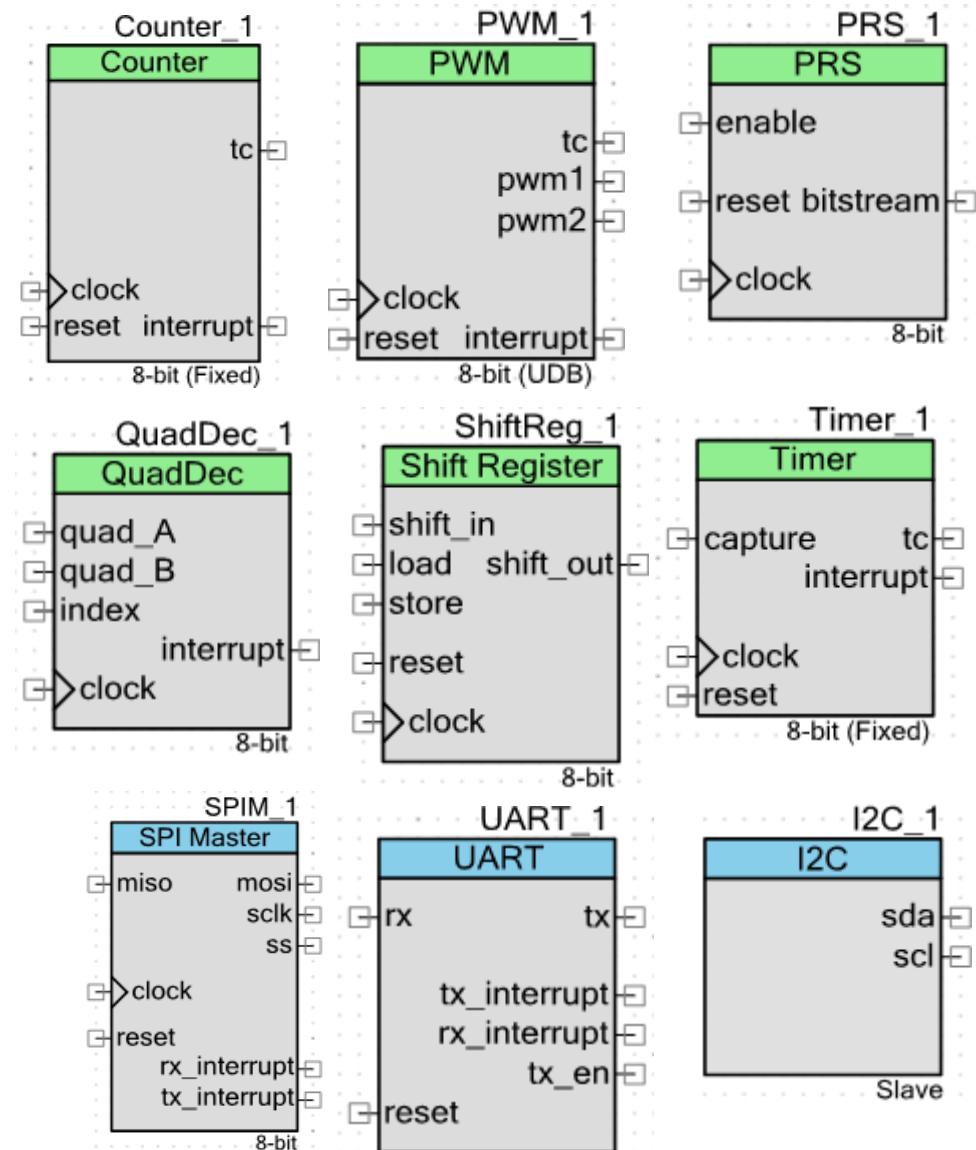 Counter_1
Counter
tc
clock
reset interrupt
8-bit (Fixed)
PWM_1
PWM
tc
pwm1
pwm2
clock
reset interrupt
8-bit (UDB)
PRS_1
PRS
enable
reset bitstream
clock
8-bit
QuadDec_1
QuadDec
quad_A
quad_B
index
interrupt
clock
8-bit
ShiftReg_1
Shift Register
shift_in
load shift_out
store
reset
clock
8-bit
Timer_1
Timer
capture tc
interrupt
clock
reset
8-bit (Fixed)
SPIM_1
SPI Master
miso mosi
sclk
ss
clock
reset
rx_interrupt
tx_interrupt
8-bit
UART_1
UART
rx tx
tx_interrupt
rx_interrupt
tx_en
reset
I2C_1
I2C
sda
scl
Slave